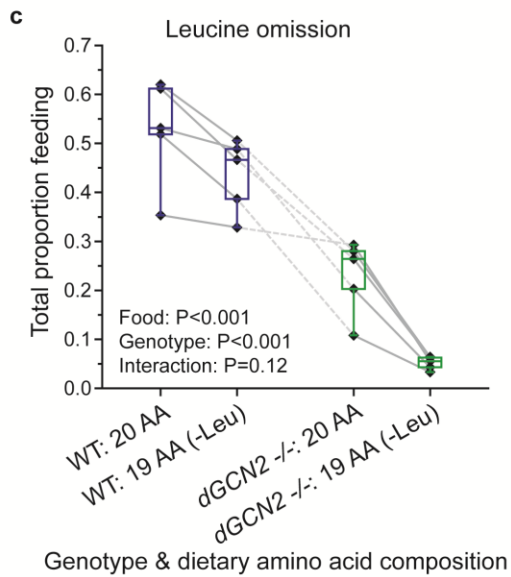 c
Leucine omission
Total proportion feeding
0.7
0.6
0.5
0.4
0.3
0.2
0.1
0.0
Food: P<0.001
Genotype: P<0.001
Interaction: P=0.12
WT: 20 AA
WT: 19 AA (-Leu)
dGCN2 -/-: 20 AA
dGCN2 -/-: 19 AA (-Leu)
Genotype & dietary amino acid composition